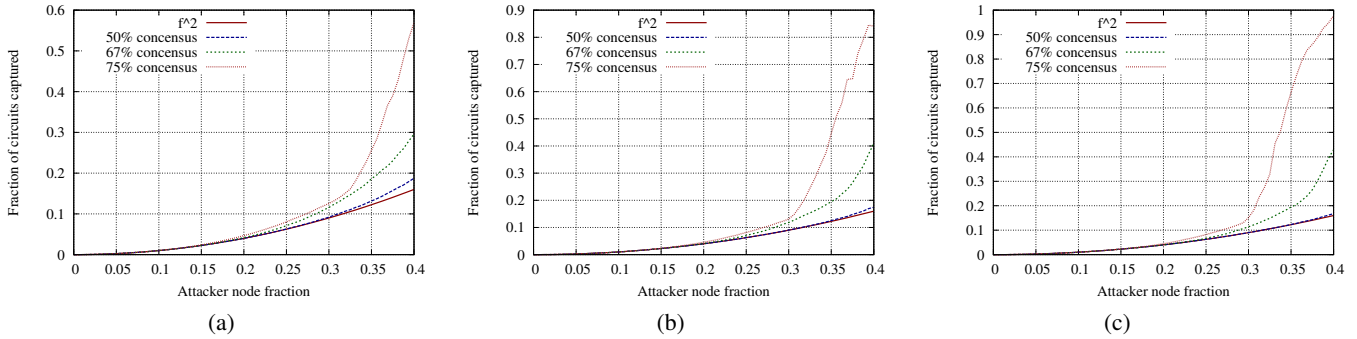 0.6
0.5
0.4
0.3
0.2
0.1
0
0 0.05 0.1 0.15 0.2 0.25 0.3 0.35 0.4
Fraction of circuits captured
Attacker node fraction
f^2
50% concensus
67% concensus
75% concensus
(a)
0.9
0.8
0.7
0.6
0.5
0.4
0.3
0.2
0.1
0
0 0.05 0.1 0.15 0.2 0.25 0.3 0.35 0.4
Fraction of circuits captured
Attacker node fraction
f^2
50% concensus
67% concensus
75% concensus
(b)
1
0.9
0.8
0.7
0.6
0.5
0.4
0.3
0.2
0.1
0
0 0.05 0.1 0.15 0.2 0.25 0.3 0.35 0.4
Fraction of circuits captured
Attacker node fraction
f^2
50% concensus
67% concensus
75% concensus
(c)